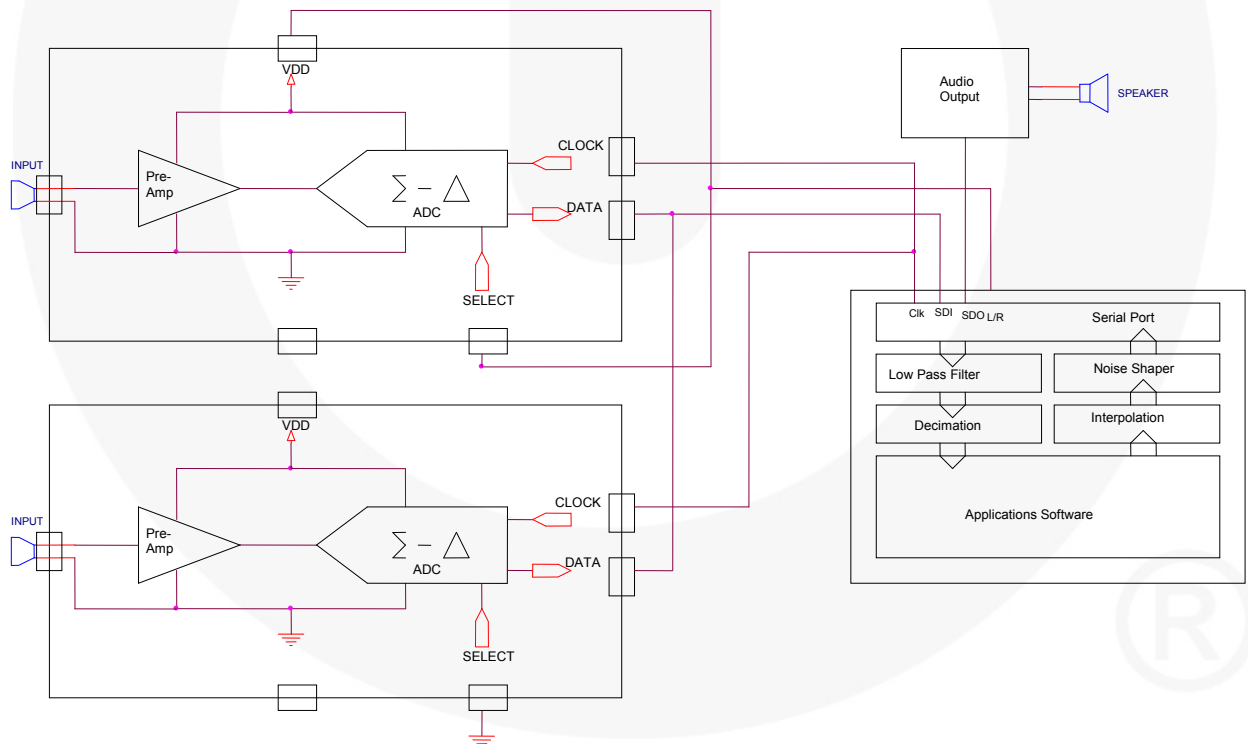 VDD
INPUT
Pre-
Amp
Σ – Δ
ADC
CLOCK
DATA
SELECT
Audio
Output
SPEAKER
Clk SDI SDO L/R Serial Port
Low Pass Filter
Noise Shaper
Decimation
Interpolation
Applications Software
VDD
INPUT
Pre-
Amp
Σ – Δ
ADC
CLOCK
DATA
SELECT
®